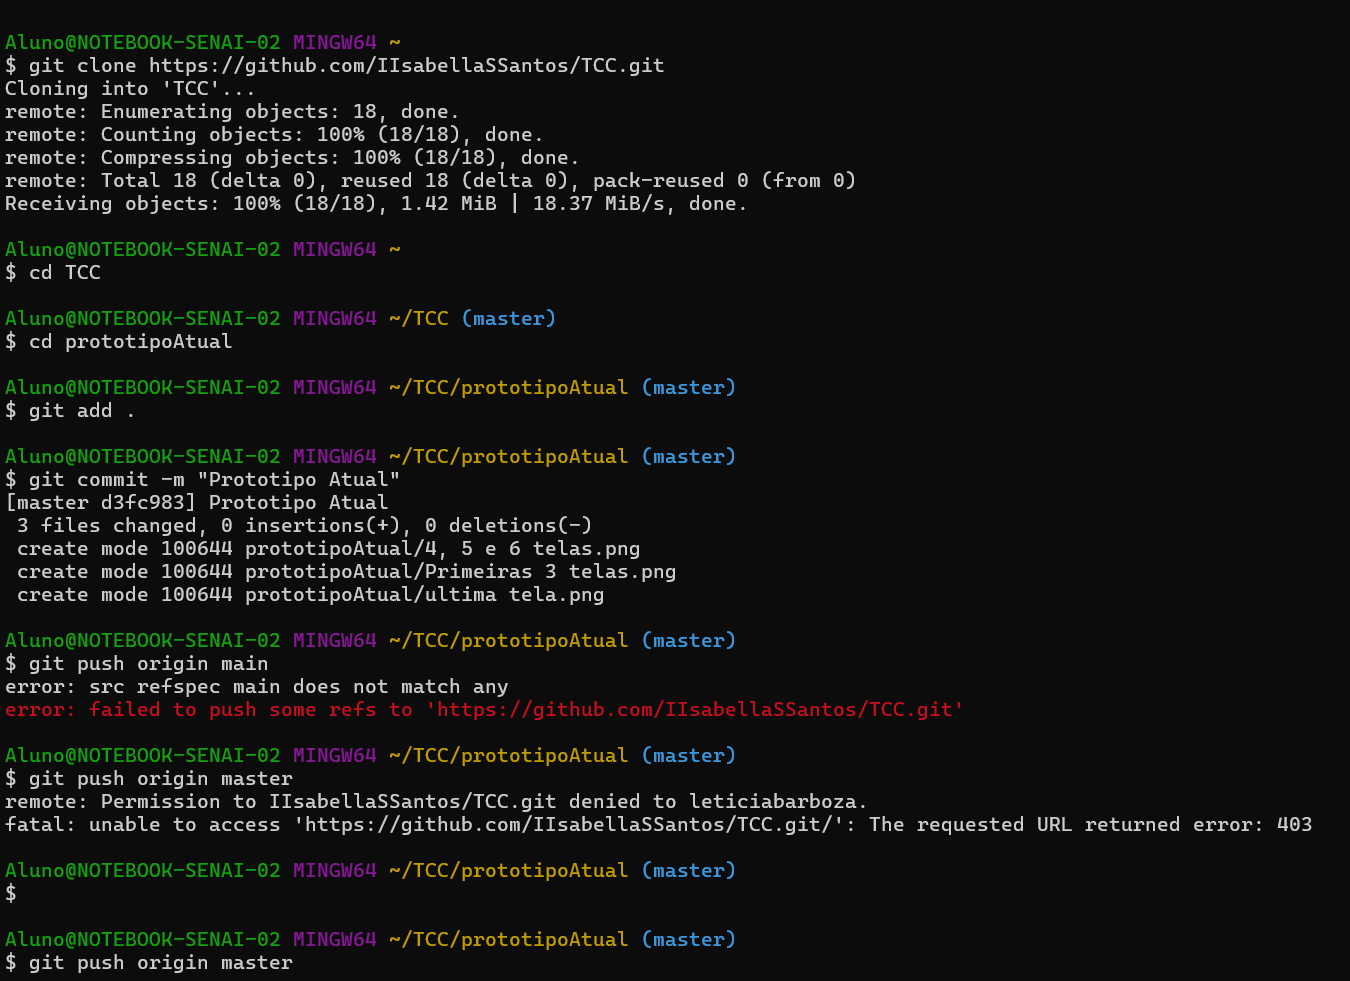 Aluno@NOTEBOOK-SENAI-02 MINGW64 ~
$ git clone https://github.com/IIsabellaSSantos/TCC.git
Cloning into 'TCC'...
remote: Enumerating objects: 18, done.
remote: Counting objects: 100% (18/18), done.
remote: Compressing objects: 100% (18/18), done.
remote: Total 18 (delta 0), reused 18 (delta 0), pack-reused 0 (from 0)
Receiving objects: 100% (18/18), 1.42 MiB | 18.37 MiB/s, done.
Aluno@NOTEBOOK-SENAI-02 MINGW64 ~
$ cd TCC
Aluno@NOTEBOOK-SENAI-02 MINGW64 ~/TCC (master)
$ cd prototipoAtual
Aluno@NOTEBOOK-SENAI-02 MINGW64 ~/TCC/prototipoAtual (master)
$ git add .
Aluno@NOTEBOOK-SENAI-02 MINGW64 ~/TCC/prototipoAtual (master)
$ git commit -m "Prototipo Atual"
[master d3fc983] Prototipo Atual
3 files changed, 0 insertions(+), 0 deletions(-)
create mode 100644 prototipoAtual/4, 5 e 6 telas.png
create mode 100644 prototipoAtual/Primeiras 3 telas.png
create mode 100644 prototipoAtual/ultima tela.png
Aluno@NOTEBOOK-SENAI-02 MINGW64 ~/TCC/prototipoAtual (master)
$ git push origin main
error: src refspec main does not match any
error: failed to push some refs to 'https://github.com/IIsabellaSSantos/TCC.git'
Aluno@NOTEBOOK-SENAI-02 MINGW64 ~/TCC/prototipoAtual (master)
$ git push origin master
remote: Permission to IIsabellaSSantos/TCC.git denied to leticiabarboza.
fatal: unable to access 'https://github.com/IIsabellaSSantos/TCC.git/': The requested URL returned error: 403
Aluno@NOTEBOOK-SENAI-02 MINGW64 ~/TCC/prototipoAtual (master)
$
Aluno@NOTEBOOK-SENAI-02 MINGW64 ~/TCC/prototipoAtual (master)
$ git push origin master